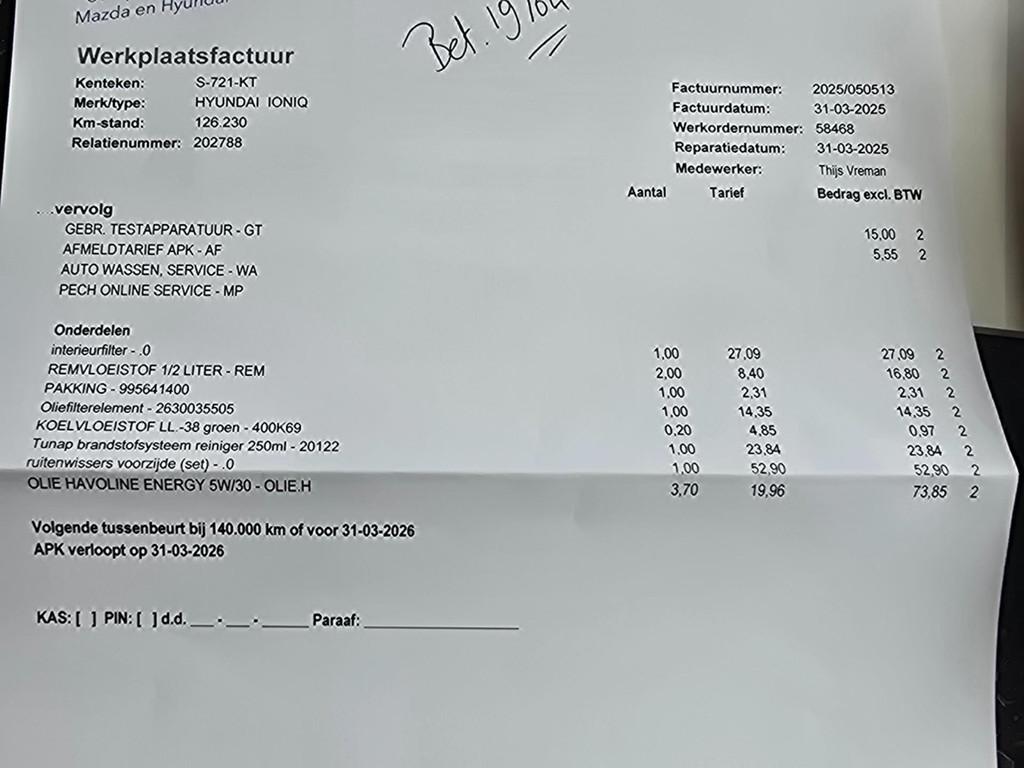 Mazda en Hyundai
Bet. 19/04
Werkplaatsfactuur
Kenteken: S-721-KT
Merk/type: HYUNDAI IONIQ
Km-stand: 126.230
Relatienummer: 202788
Factuurnummer: 2025/050513
Factuurdatum: 31-03-2025
Werkordernummer: 58468
Reparatiedatum: 31-03-2025
Medewerker: Thijs Vreman
Aantal Tarief Bedrag excl. BTW
....vervolg
GEBR. TESTAPPARATUUR - GT 15,00 2
AFMELDTARIEF APK - AF 5,55 2
AUTO WASSEN, SERVICE - WA
PECH ONLINE SERVICE - MP
Onderdelen
interieurfilter - .0 1,00 27,09 27,09 2
REMVLOEISTOF 1/2 LITER - REM 2,00 8,40 16,80 2
PAKKING - 995641400 1,00 2,31 2,31 2
Oliefilterelement - 2630035505 1,00 14,35 14,35 2
KOELVLOEISTOF LL.-38 groen - 400K69 0,20 4,85 0,97 2
Tunap brandstofsysteem reiniger 250ml - 20122 1,00 23,84 23,84 2
ruitenwissers voorzijde (set) - .0 1,00 52,90 52,90 2
OLIE HAVOLINE ENERGY 5W/30 - OLIE.H 3,70 19,96 73,85 2
Volgende tussenbeurt bij 140.000 km of voor 31-03-2026
APK verloopt op 31-03-2026
KAS: [ ] PIN: [ ] d.d. ___ - ___ - ______ Paraaf: ____________________